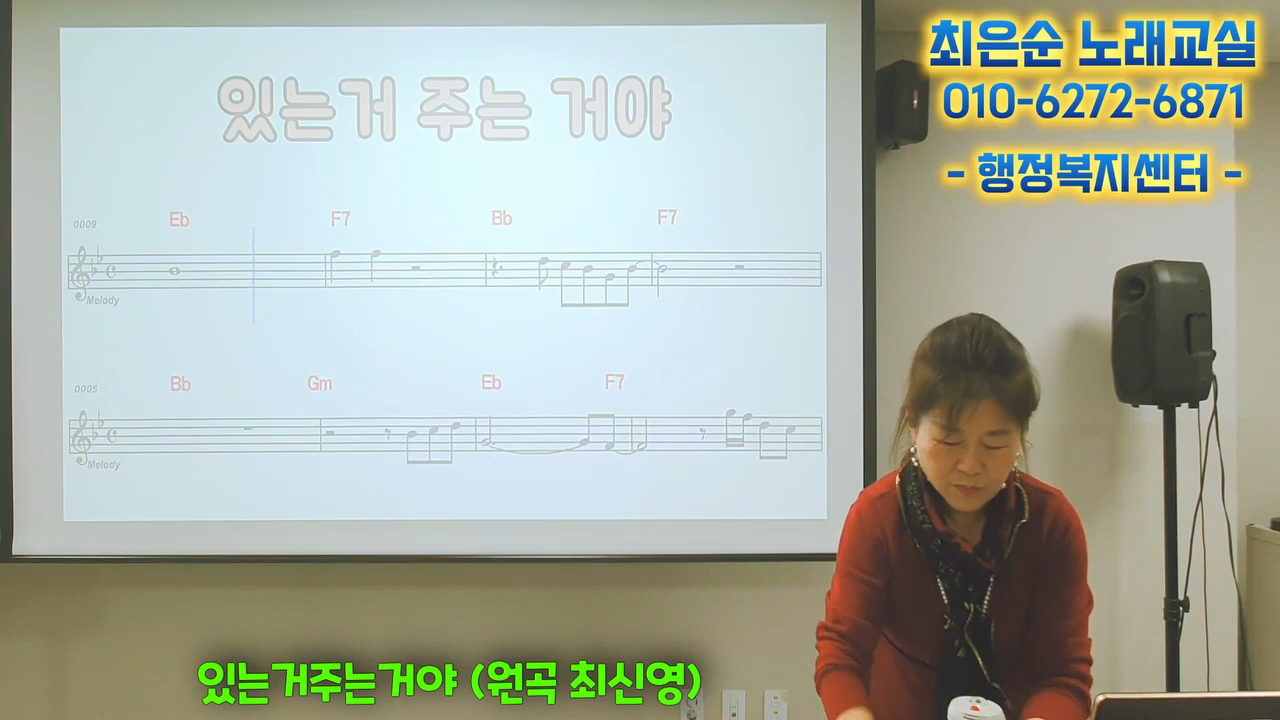 최은순 노래교실
010-6272-6871
- 행정복지센터 -
있는거 주는 거야
0009 Eb F7 Bb F7
Melody
0005 Bb Gm Eb F7
Melody
있는거주는거야 (원곡 최신영)